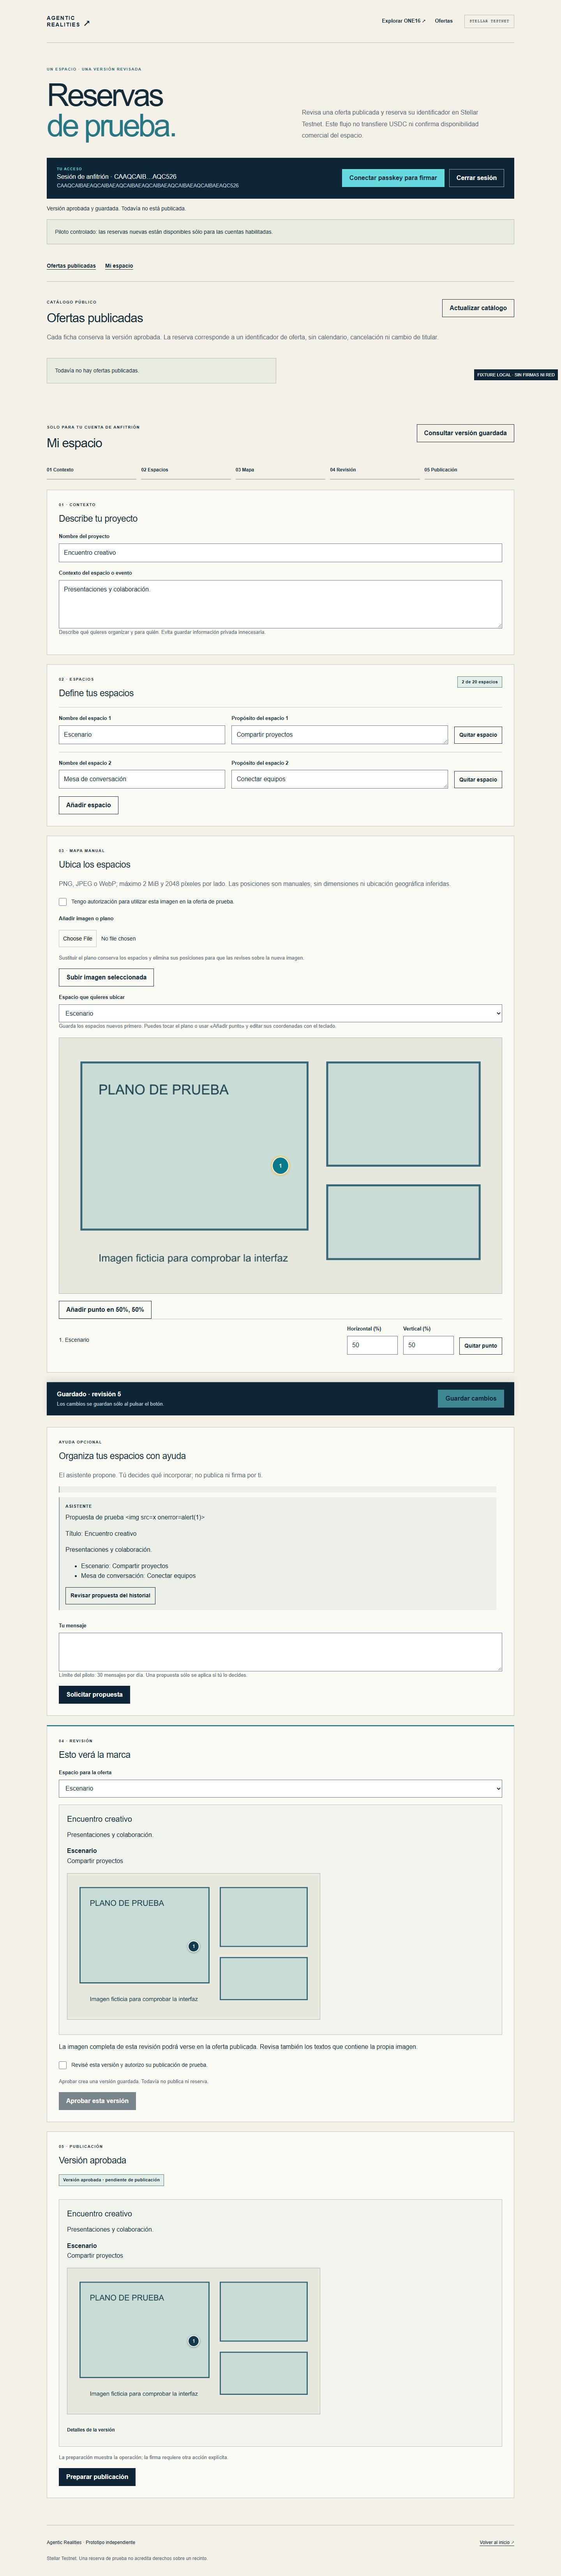 AGENTIC
REALITIES ↗
Explorar ONE16 ↗
Ofertas
STELLAR TESTNET
UN ESPACIO · UNA VERSIÓN REVISADA
Reservas
de prueba.
Revisa una oferta publicada y reserva su identificador en Stellar
Testnet. Este flujo no transfiere USDC ni confirma disponibilidad
comercial del espacio.
TU ACCESO
Sesión de anfitrión · CAAQCAIB…AQC526
CAAQCAIBAEAQCAIBAEAQCAIBAEAQCAIBAEAQCAIBAEAQCAIBAEAQC526
Conectar passkey para firmar
Cerrar sesión
Versión aprobada y guardada. Todavía no está publicada.
Piloto controlado: las reservas nuevas están disponibles sólo para las cuentas habilitadas.
Ofertas publicadas
Mi espacio
CATÁLOGO PÚBLICO
Ofertas publicadas
Actualizar catálogo
Cada ficha conserva la versión aprobada. La reserva corresponde a un identificador de oferta, sin calendario, cancelación ni cambio de titular.
Todavía no hay ofertas publicadas.
FIXTURE LOCAL · SIN FIRMAS NI RED
SOLO PARA TU CUENTA DE ANFITRIÓN
Mi espacio
Consultar versión guardada
01 Contexto
02 Espacios
03 Mapa
04 Revisión
05 Publicación
01 · CONTEXTO
Describe tu proyecto
Nombre del proyecto
Encuentro creativo
Contexto del espacio o evento
Presentaciones y colaboración.
Describe qué quieres organizar y para quién. Evita guardar información privada innecesaria.
02 · ESPACIOS
Define tus espacios
2 de 20 espacios
Nombre del espacio 1
Propósito del espacio 1
Escenario
Compartir proyectos
Quitar espacio
Nombre del espacio 2
Propósito del espacio 2
Mesa de conversación
Conectar equipos
Quitar espacio
Añadir espacio
03 · MAPA MANUAL
Ubica los espacios
PNG, JPEG o WebP, máximo 2 MiB y 2048 píxeles por lado. Las posiciones son manuales, sin dimensiones ni ubicación geográfica inferidas.
Tengo autorización para utilizar esta imagen en la oferta de prueba.
Añadir imagen o plano
Choose File
No file chosen
Sustituir el plano conserva los espacios y elimina sus posiciones para que las revises sobre la nueva imagen.
Subir imagen seleccionada
Espacio que quieres ubicar
Escenario
Guarda los espacios nuevos primero. Puedes tocar el plano o usar «Añadir punto» y editar sus coordenadas con el teclado.
PLANO DE PRUEBA
1
Imagen ficticia para comprobar la interfaz
Añadir punto en 50%, 50%
1. Escenario
Horizontal (%)
Vertical (%)
50
50
Quitar punto
Guardado · revisión 5
Los cambios se guardan sólo al pulsar el botón.
Guardar cambios
AYUDA OPCIONAL
Organiza tus espacios con ayuda
El asistente propone. Tú decides qué incorporar; no publica ni firma por ti.
ASISTENTE
Propuesta de prueba <img src=x onerror=alert(1)>
Título: Encuentro creativo
Presentaciones y colaboración.
• Escenario: Compartir proyectos
• Mesa de conversación: Conectar equipos
Revisar propuesta del historial
Tu mensaje
Límite del piloto: 30 mensajes por día. Una propuesta sólo se aplica si tú lo decides.
Solicitar propuesta
04 · REVISIÓN
Esto verá la marca
Espacio para la oferta
Escenario
Encuentro creativo
Presentaciones y colaboración.
Escenario
Compartir proyectos
PLANO DE PRUEBA
1
Imagen ficticia para comprobar la interfaz
La imagen completa de esta revisión podrá verse en la oferta publicada. Revisa también los textos que contiene la propia imagen.
Revisé esta versión y autorizo su publicación de prueba.
Aprobar crea una versión guardada. Todavía no publica ni reserva.
Aprobar esta versión
05 · PUBLICACIÓN
Versión aprobada
Versión aprobada · pendiente de publicación
Encuentro creativo
Presentaciones y colaboración.
Escenario
Compartir proyectos
PLANO DE PRUEBA
1
Imagen ficticia para comprobar la interfaz
Detalles de la versión
La preparación muestra la operación; la firma requiere otra acción explícita.
Preparar publicación
Agentic Realities · Prototipo independiente
Volver al inicio ↗
Stellar Testnet. Una reserva de prueba no acredita derechos sobre un recinto.